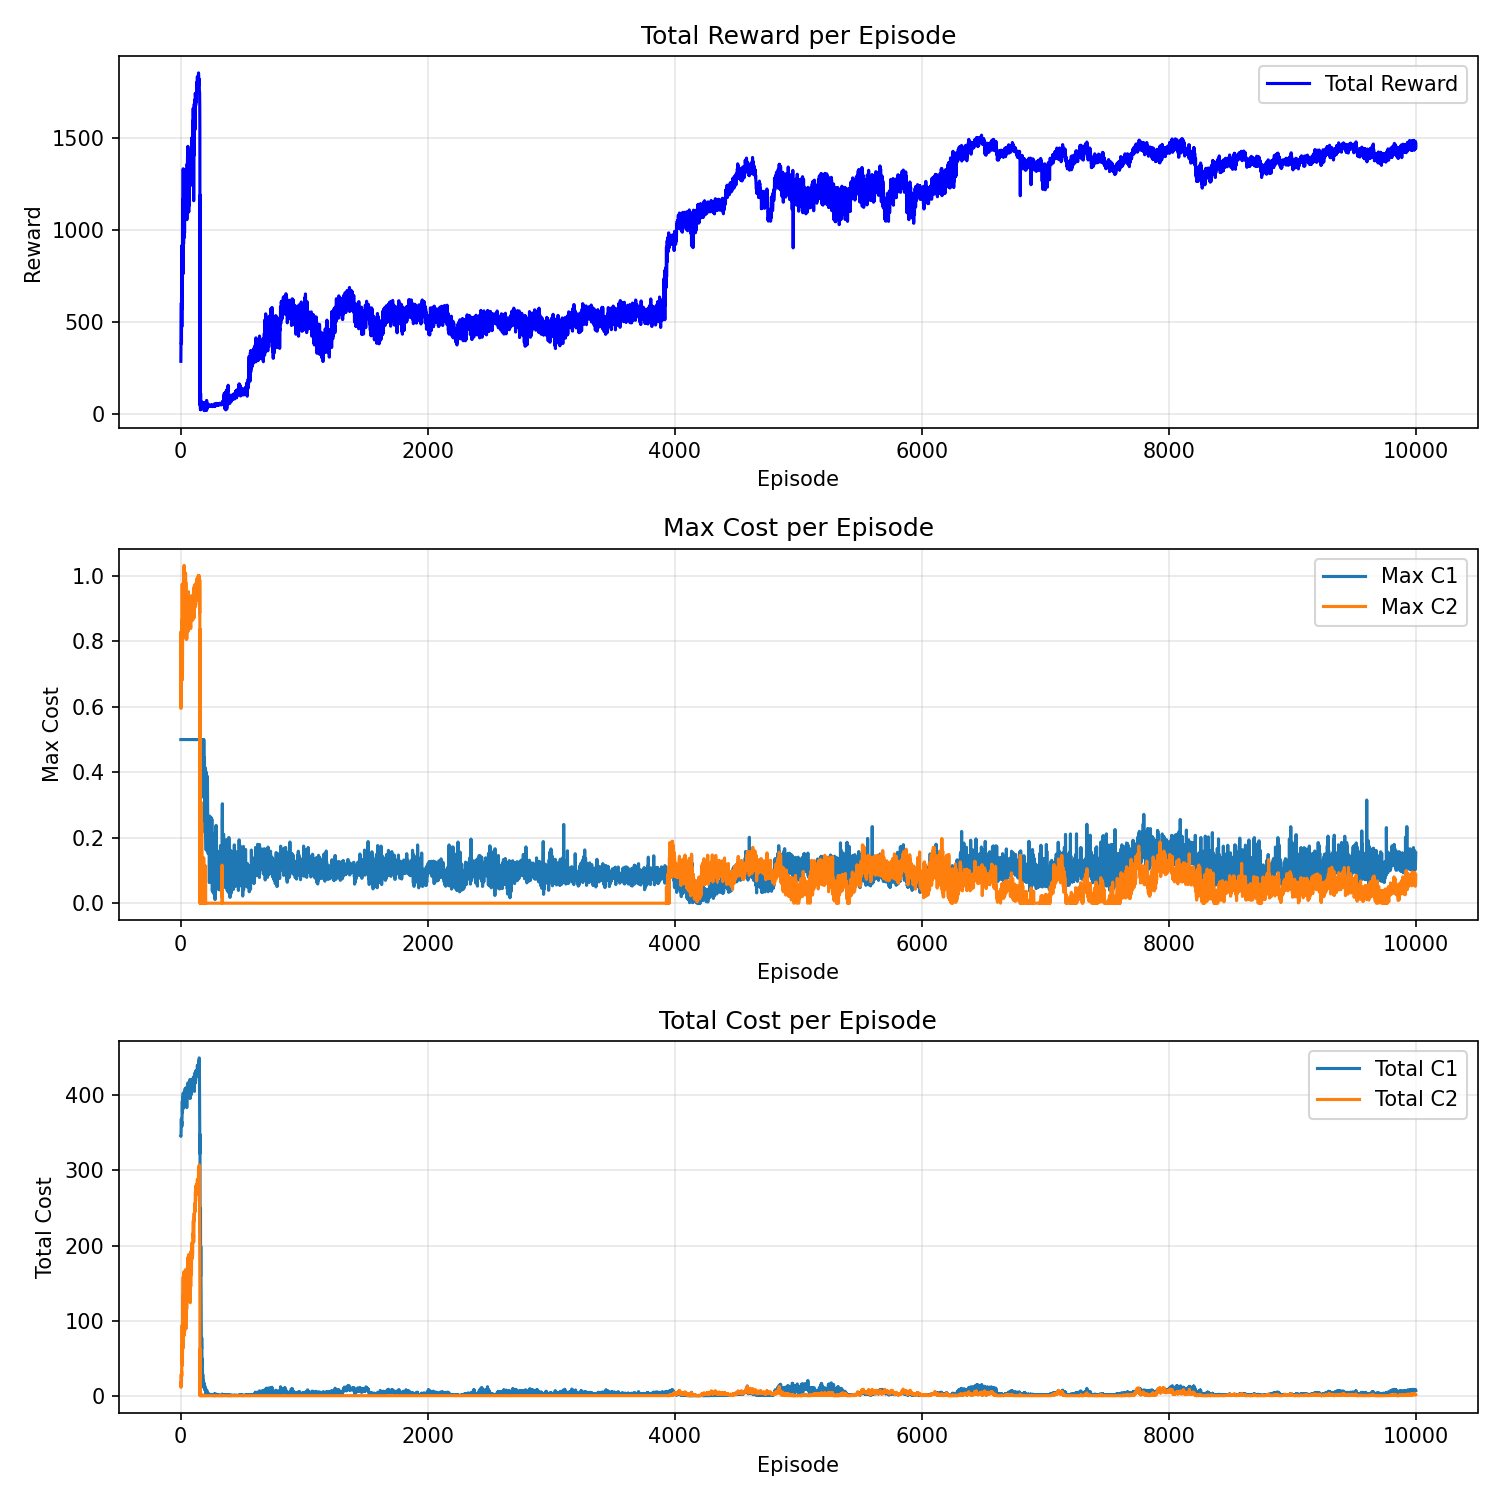 Total Reward per Episode
Total Reward
Reward
1500
1000
500
0
0 2000 4000 6000 8000 10000
Episode
Max Cost per Episode
Max C1
Max C2
Max Cost
1.0
0.8
0.6
0.4
0.2
0.0
0 2000 4000 6000 8000 10000
Episode
Total Cost per Episode
Total C1
Total C2
Total Cost
400
300
200
100
0
0 2000 4000 6000 8000 10000
Episode